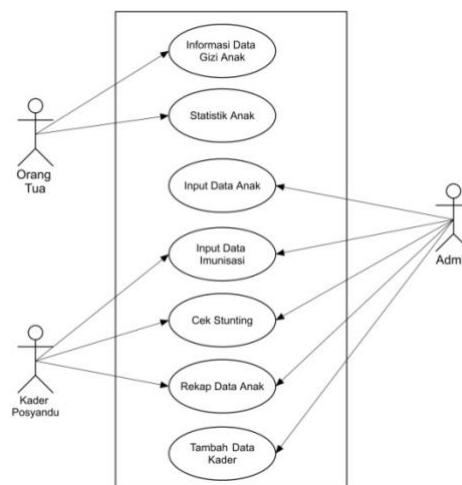 Informasi Data
Gizi Anak
Statistik Anak
Orang
Tua
Input Data Anak
Input Data
Imunisasi
Adm
Cek Stunting
Rekap Data Anak
Kader
Posyandu
Tambah Data
Kader